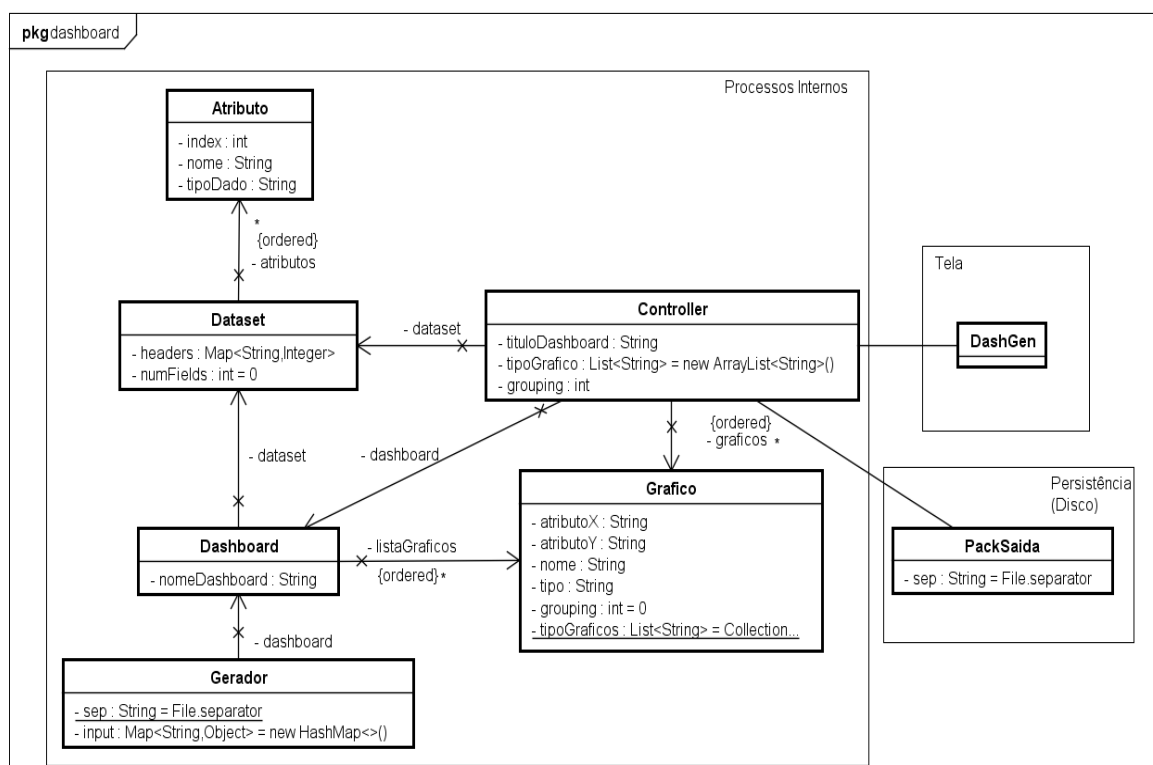 pkg dashboard
Processos Internos
Atributo
- index : int
- nome : String
- tipoDado : String
*
{ordered}
- atributos
Dataset
- headers : Map<String,Integer>
- numFields : int = 0
- dataset
Controller
- tituloDashboard : String
- tipoGrafico : List<String> = new ArrayList<String>()
- grouping : int
Tela
DashGen
- dataset
- dashboard
{ordered}
- graficos *
Grafico
- atributoX : String
- atributoY : String
- nome : String
- tipo : String
- grouping : int = 0
- tipoGraficos : List<String> = Collection...
Persistência
(Disco)
PackSaida
- sep : String = File.separator
Dashboard
- nomeDashboard : String
- listaGraficos
{ordered} *
- dashboard
Gerador
- sep : String = File.separator
- input : Map<String,Object> = new HashMap<>()